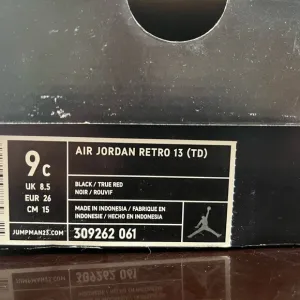 9c
UK 8.5
EUR 26
CM 15
JUMPMAN23.COM
AIR JORDAN RETRO 13 (TD)
BLACK / TRUE RED
NOIR / ROUVIF
MADE IN INDONESIA / FABRIQUE EN
INDONESIE / HECHO EN INDONESIA
309262 061